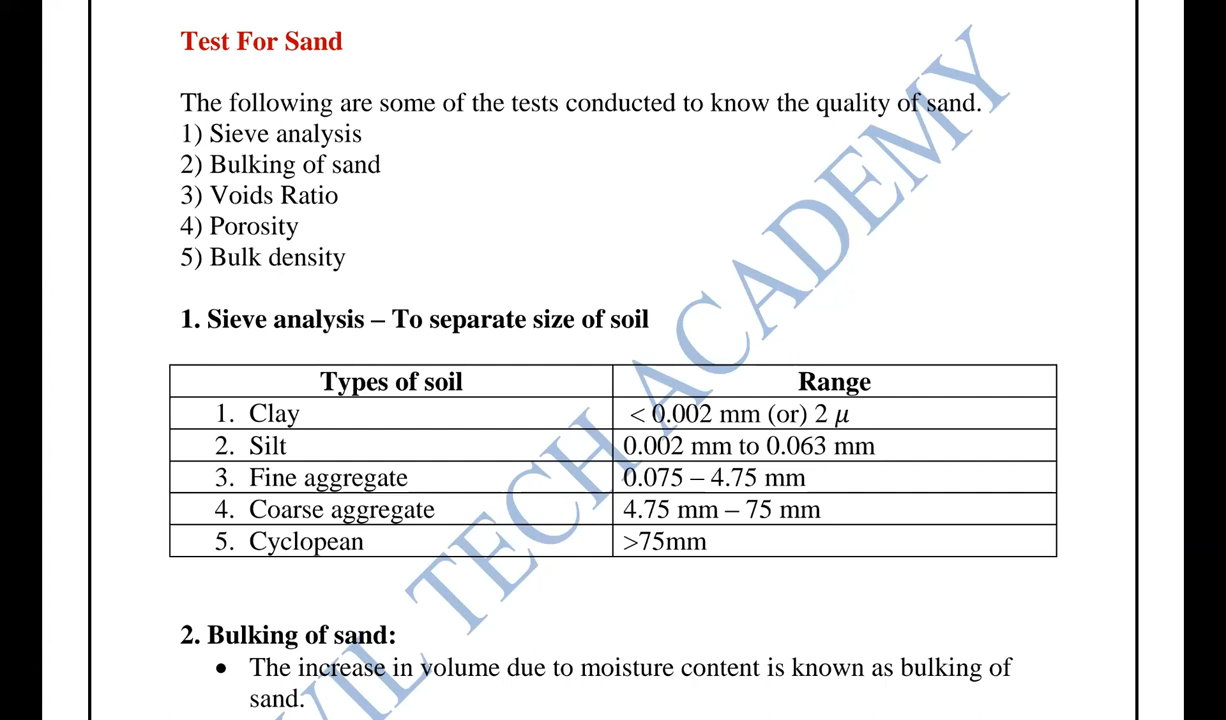 Test For Sand
The following are some of the tests conducted to know the quality of sand.
1) Sieve analysis
2) Bulking of sand
3) Voids Ratio
4) Porosity
5) Bulk density
1. Sieve analysis – To separate size of soil
Types of soil Range
1. Clay < 0.002 mm (or) 2 μ
2. Silt 0.002 mm to 0.063 mm
3. Fine aggregate 0.075 – 4.75 mm
4. Coarse aggregate 4.75 mm – 75 mm
5. Cyclopean >75mm
2. Bulking of sand:
• The increase in volume due to moisture content is known as bulking of
sand.
VIL TECH ACADEMY